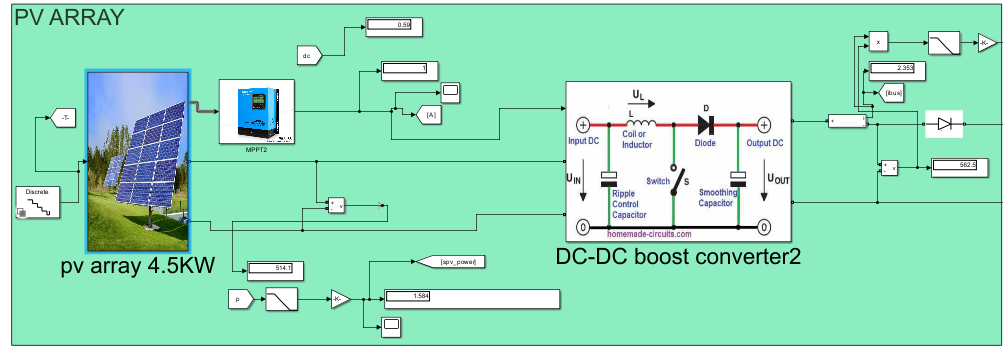 PV ARRAY
0.59
dc
1
[A]
MPPT2
-T-
Discrete
pv array 4.5KW
+
-
v
514.1
p
-K-
[spv_power]
1.584
U_L
L
D
Input DC
Coil or
Inductor
Diode
Output DC
U_IN
Ripple
Control
Capacitor
Switch
S
Smoothing
Capacitor
U_OUT
0
0
homemade-circuits.com
DC-DC boost converter2
x
-K-
2.353
[ibus]
+
-
v
562.5